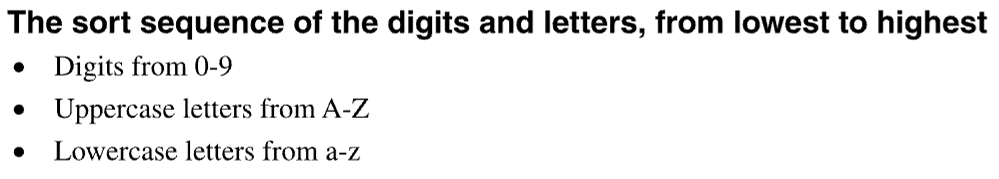 The sort sequence of the digits and letters, from lowest to highest
• Digits from 0-9
• Uppercase letters from A-Z
• Lowercase letters from a-z